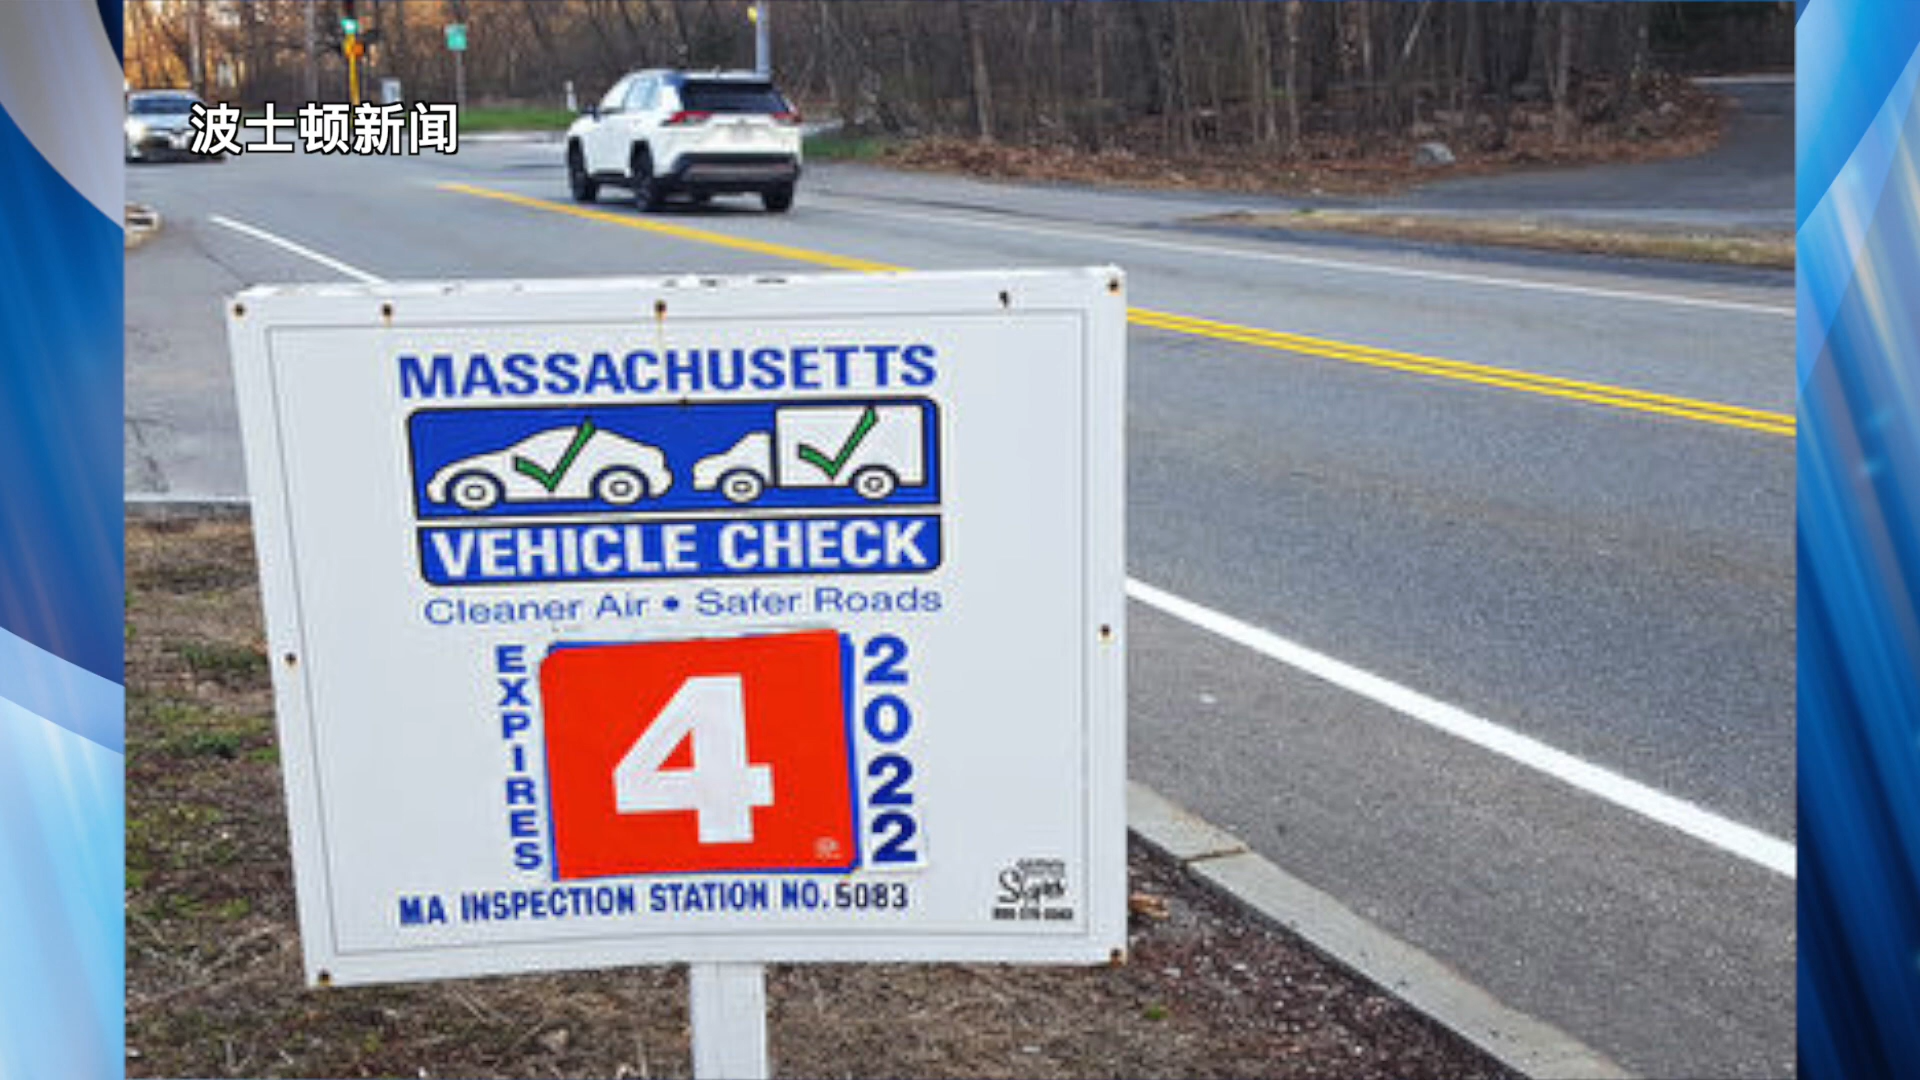 波士顿新闻
MASSACHUSETTS
VEHICLE CHECK
Cleaner Air • Safer Roads
EXPIRES
4
2022
MA INSPECTION STATION NO. 5083
Signs